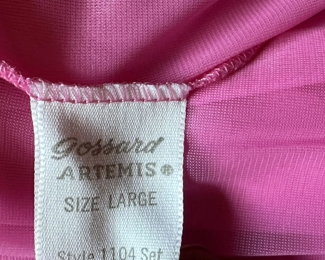 Gossard
ARTEMIS®
SIZE LARGE
Style 1104 Set